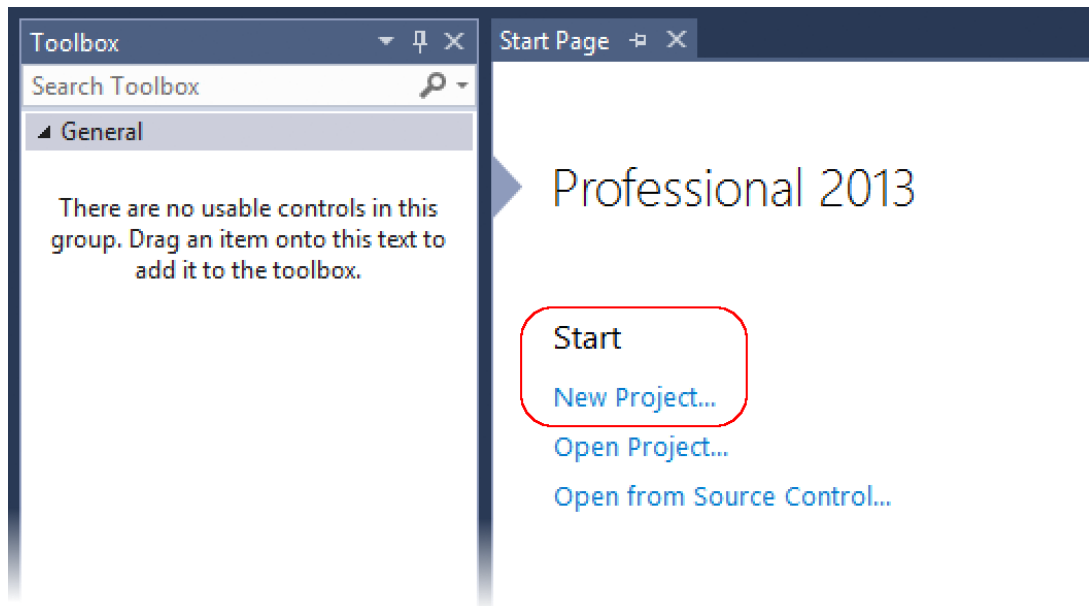 Toolbox
Search Toolbox
General
There are no usable controls in this
group. Drag an item onto this text to
add it to the toolbox.
Start Page
Professional 2013
Start
New Project...
Open Project...
Open from Source Control...